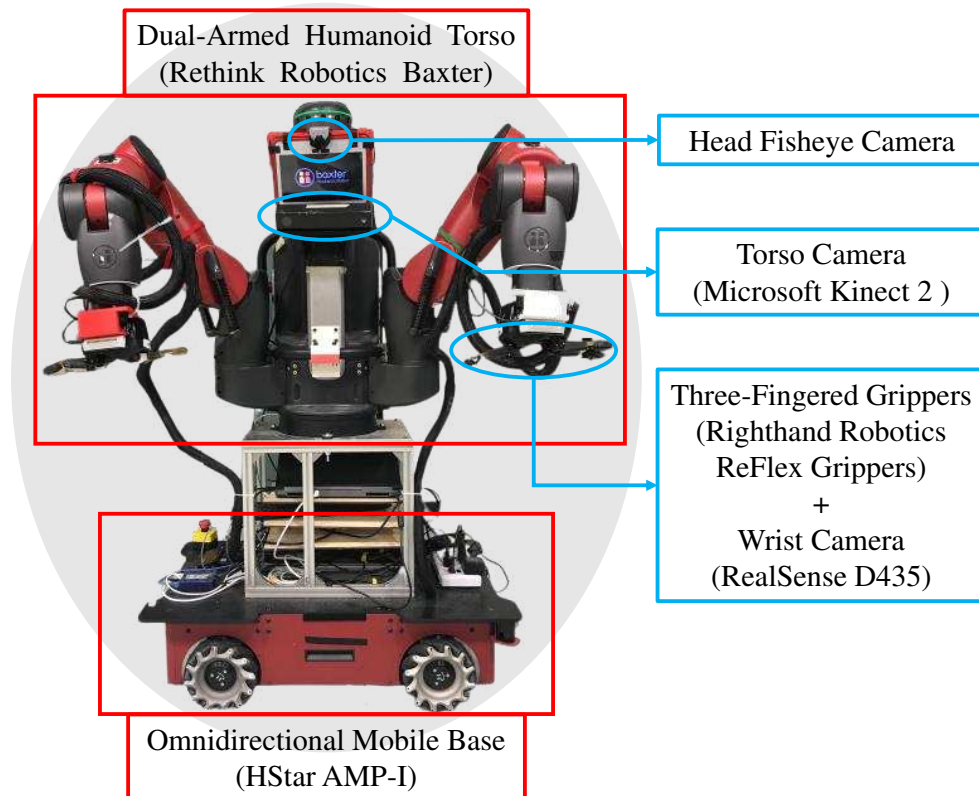 Dual-Armed Humanoid Torso
(Rethink Robotics Baxter)
Head Fisheye Camera
baxter
Torso Camera
(Microsoft Kinect 2 )
Three-Fingered Grippers
(Righthand Robotics
ReFlex Grippers)
+
Wrist Camera
(RealSense D435)
Omnidirectional Mobile Base
(HStar AMP-I)